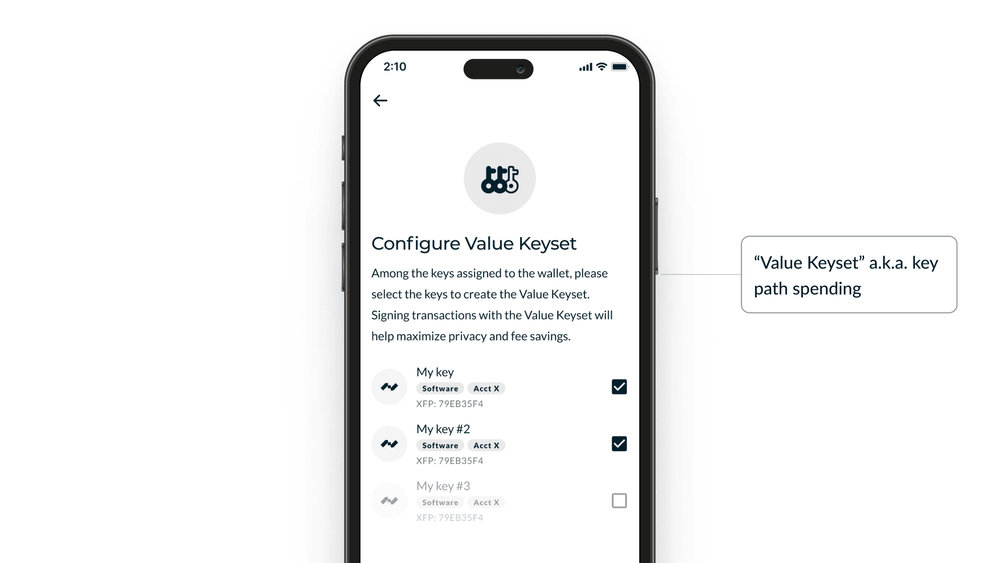 2:10
Configure Value Keyset
Among the keys assigned to the wallet, please
select the keys to create the Value Keyset.
Signing transactions with the Value Keyset will
help maximize privacy and fee savings.
My key
Software Acct X
XFP: 79EB35F4
My key #2
Software Acct X
XFP: 79EB35F4
My key #3
Software Acct X
XFP: 79EB35F4
“Value Keyset” a.k.a. key
path spending